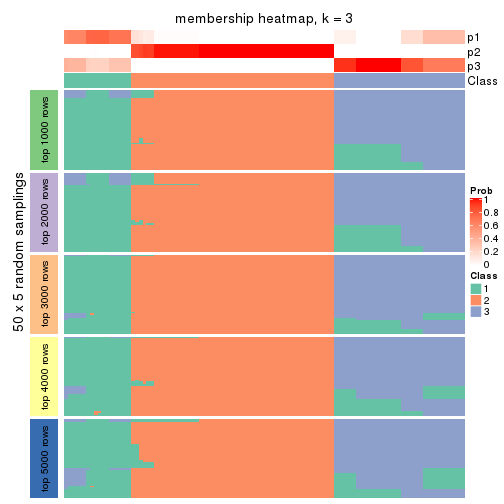 membership heatmap, k = 3
p1
p2
p3
Class
50 x 5 random samplings
top 1000 rows
top 2000 rows
top 3000 rows
top 4000 rows
top 5000 rows
Prob
1
0.8
0.6
0.4
0.2
0
Class
1
2
3